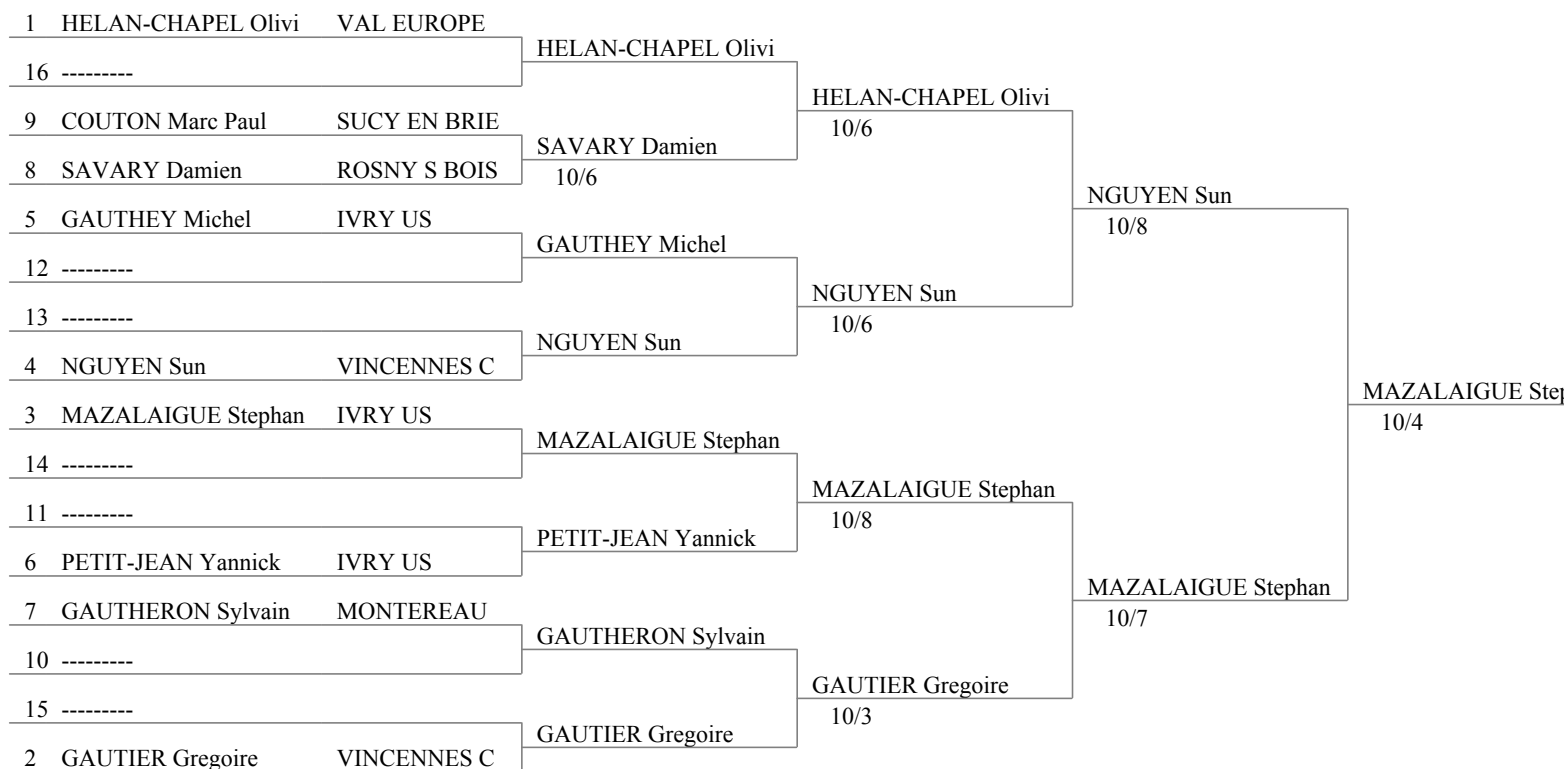 1 HELAN-CHAPEL Olivi VAL EUROPE
16 ---------
9 COUTON Marc Paul SUCY EN BRIE
8 SAVARY Damien ROSNY S BOIS
5 GAUTHEY Michel IVRY US
12 ---------
13 ---------
4 NGUYEN Sun VINCENNES C
3 MAZALAIGUE Stephan IVRY US
14 ---------
11 ---------
6 PETIT-JEAN Yannick IVRY US
7 GAUTHERON Sylvain MONTEREAU
10 ---------
15 ---------
2 GAUTIER Gregoire VINCENNES C
HELAN-CHAPEL Olivi
SAVARY Damien
10/6
GAUTHEY Michel
NGUYEN Sun
MAZALAIGUE Stephan
PETIT-JEAN Yannick
GAUTHERON Sylvain
GAUTIER Gregoire
HELAN-CHAPEL Olivi
10/6
NGUYEN Sun
10/6
MAZALAIGUE Stephan
10/8
GAUTIER Gregoire
10/3
NGUYEN Sun
10/8
MAZALAIGUE Stephan
10/7
MAZALAIGUE Step
10/4